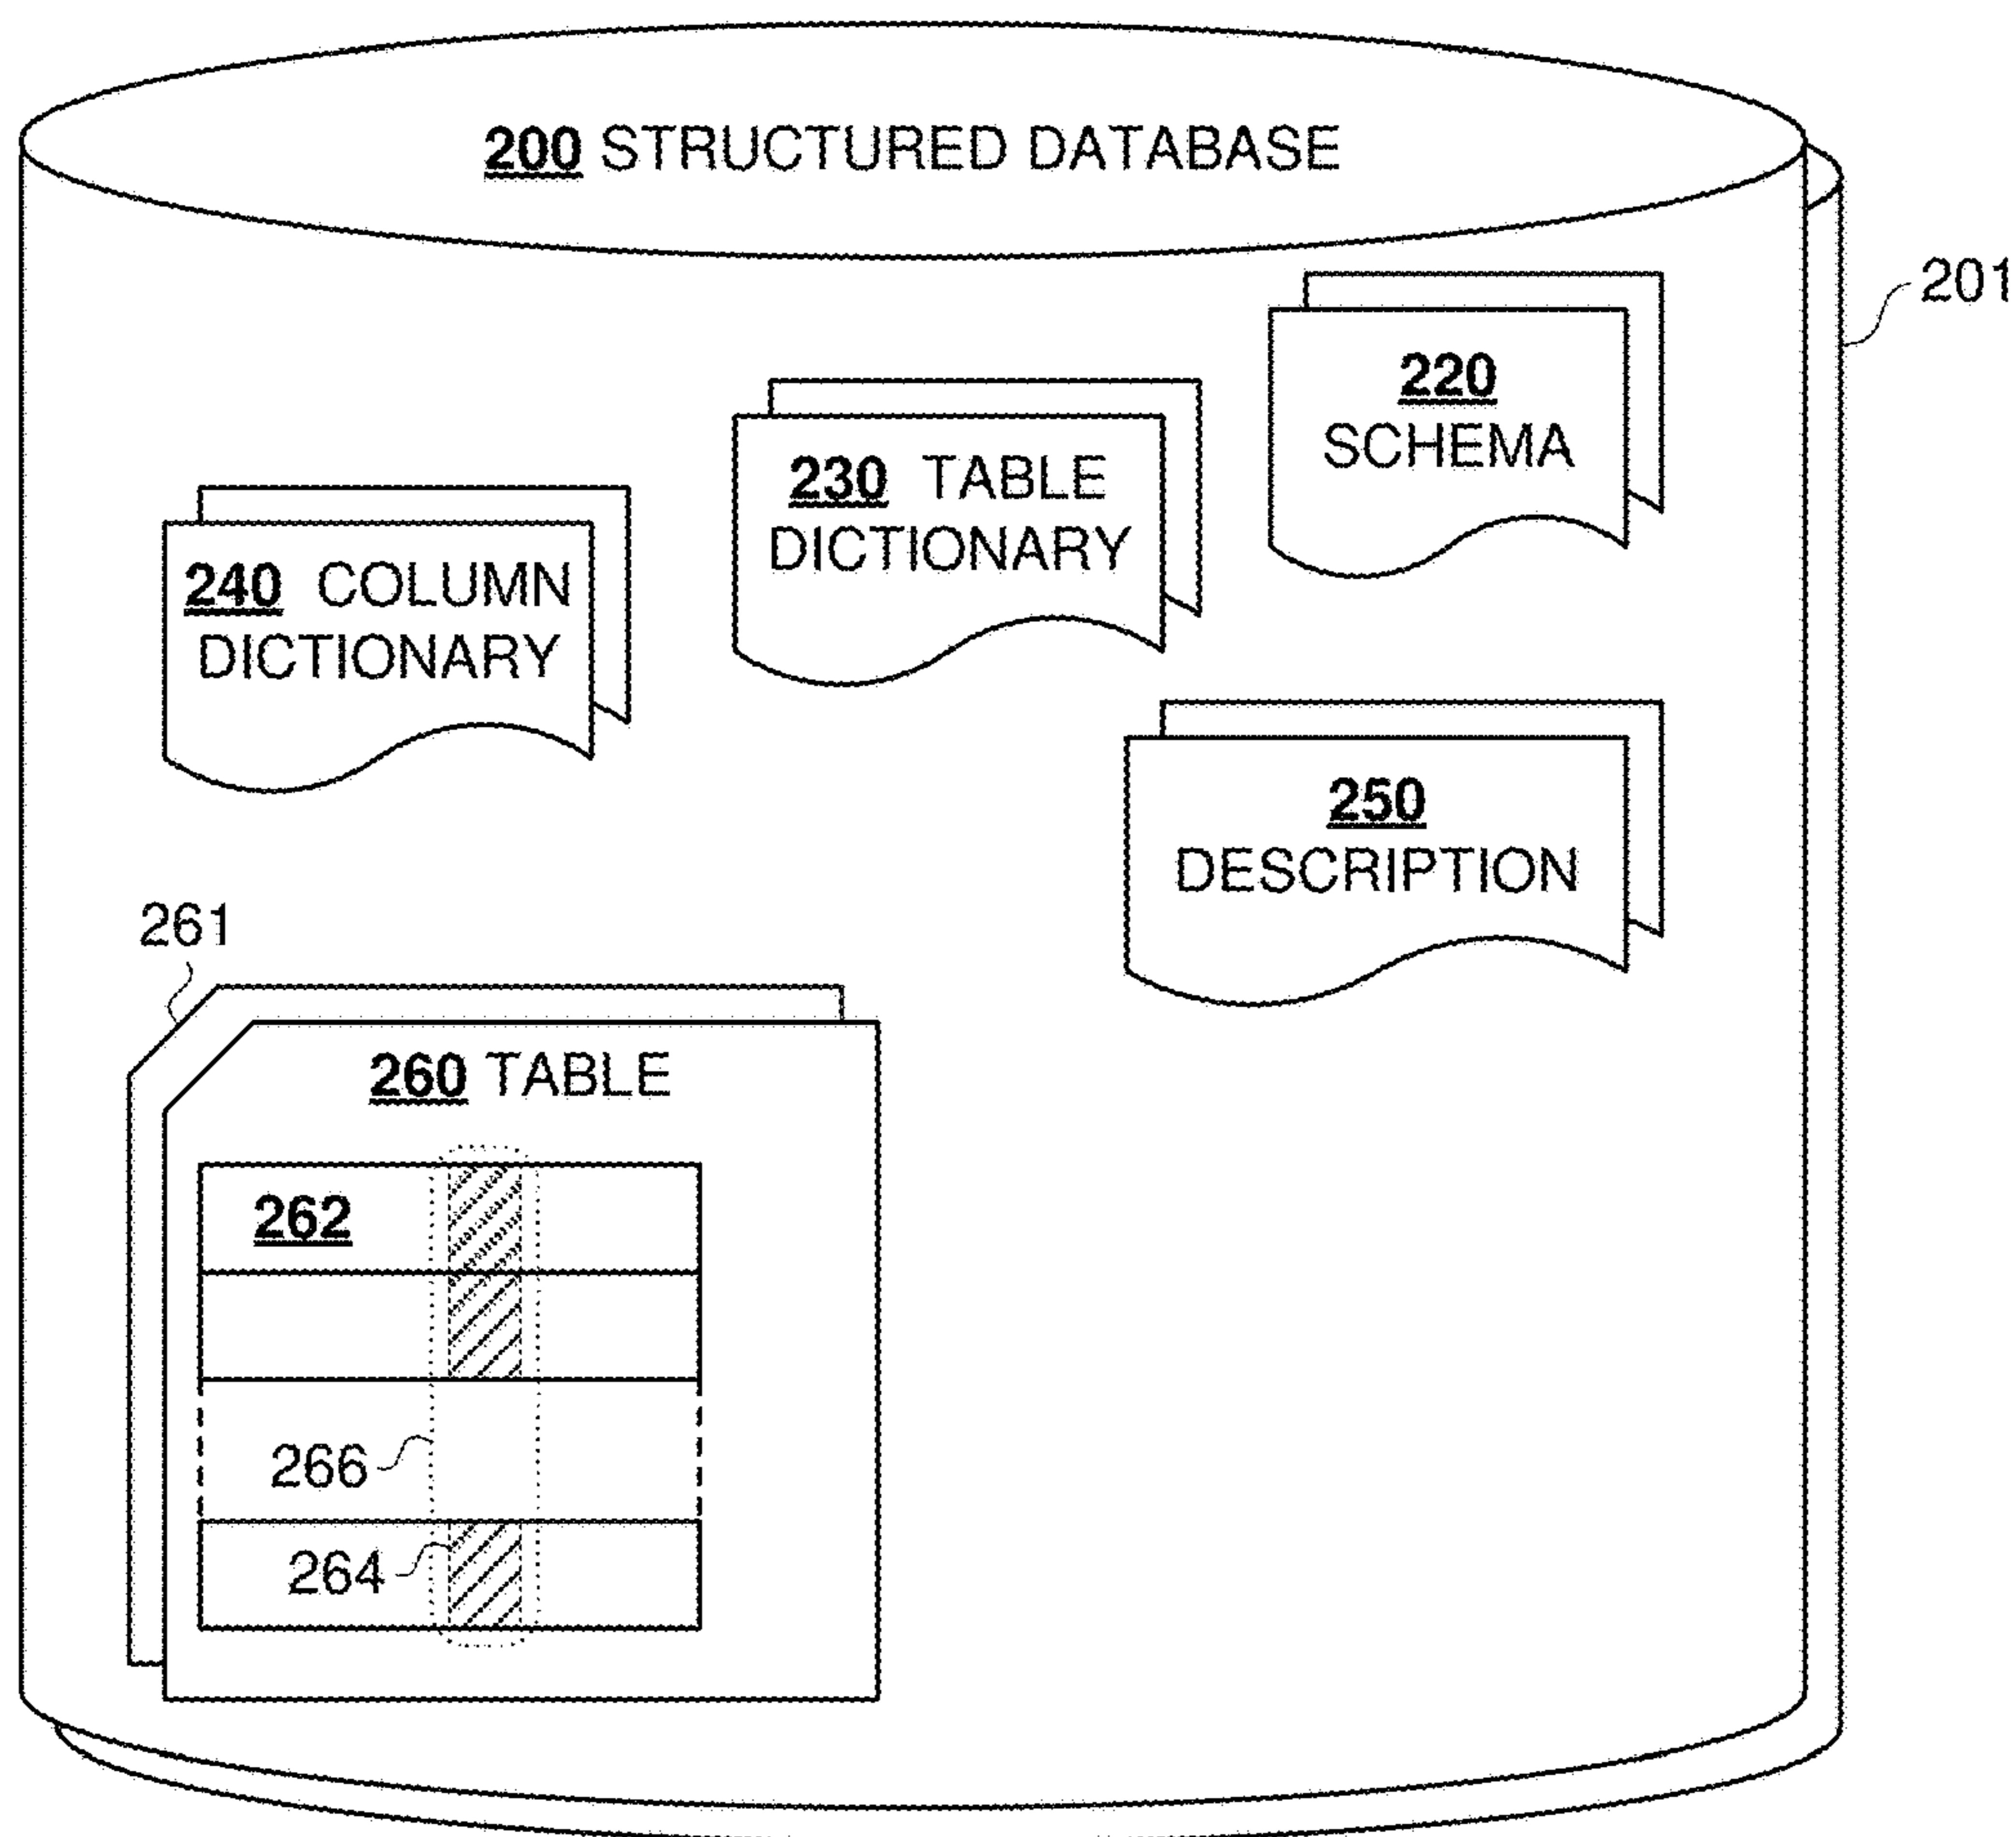 200 STRUCTURED DATABASE
201
220
SCHEMA
230 TABLE
DICTIONARY
240 COLUMN
DICTIONARY
250
DESCRIPTION
261
260 TABLE
262
266
264